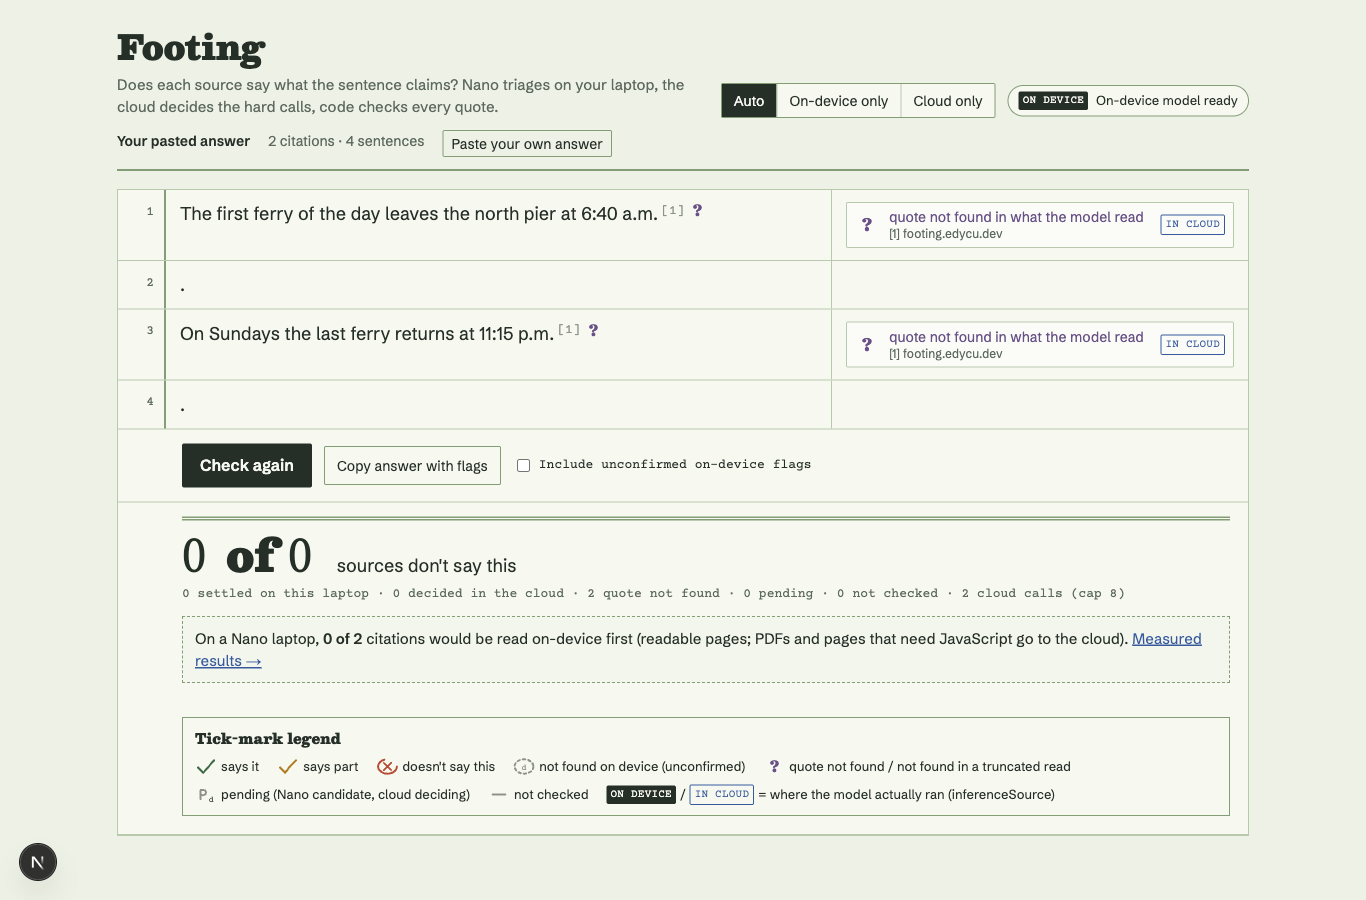 Footing
Does each source say what the sentence claims? Nano triages on your laptop, the
cloud decides the hard calls, code checks every quote.
Auto On-device only Cloud only ON DEVICE On-device model ready
Your pasted answer 2 citations · 4 sentences Paste your own answer
1 The first ferry of the day leaves the north pier at 6:40 a.m. [1] ?
? quote not found in what the model read IN CLOUD
[1] footing.edycu.dev
2 .
3 On Sundays the last ferry returns at 11:15 p.m. [1] ?
? quote not found in what the model read IN CLOUD
[1] footing.edycu.dev
4 .
Check again Copy answer with flags Include unconfirmed on-device flags
0 of 0 sources don't say this
0 settled on this laptop · 0 decided in the cloud · 2 quote not found · 0 pending · 0 not checked · 2 cloud calls (cap 8)
On a Nano laptop, 0 of 2 citations would be read on-device first (readable pages; PDFs and pages that need JavaScript go to the cloud). Measured
results →
Tick-mark legend
says it says part doesn't say this d not found on device (unconfirmed) ? quote not found / not found in a truncated read
Pd pending (Nano candidate, cloud deciding) — not checked ON DEVICE / IN CLOUD = where the model actually ran (inferenceSource)
N